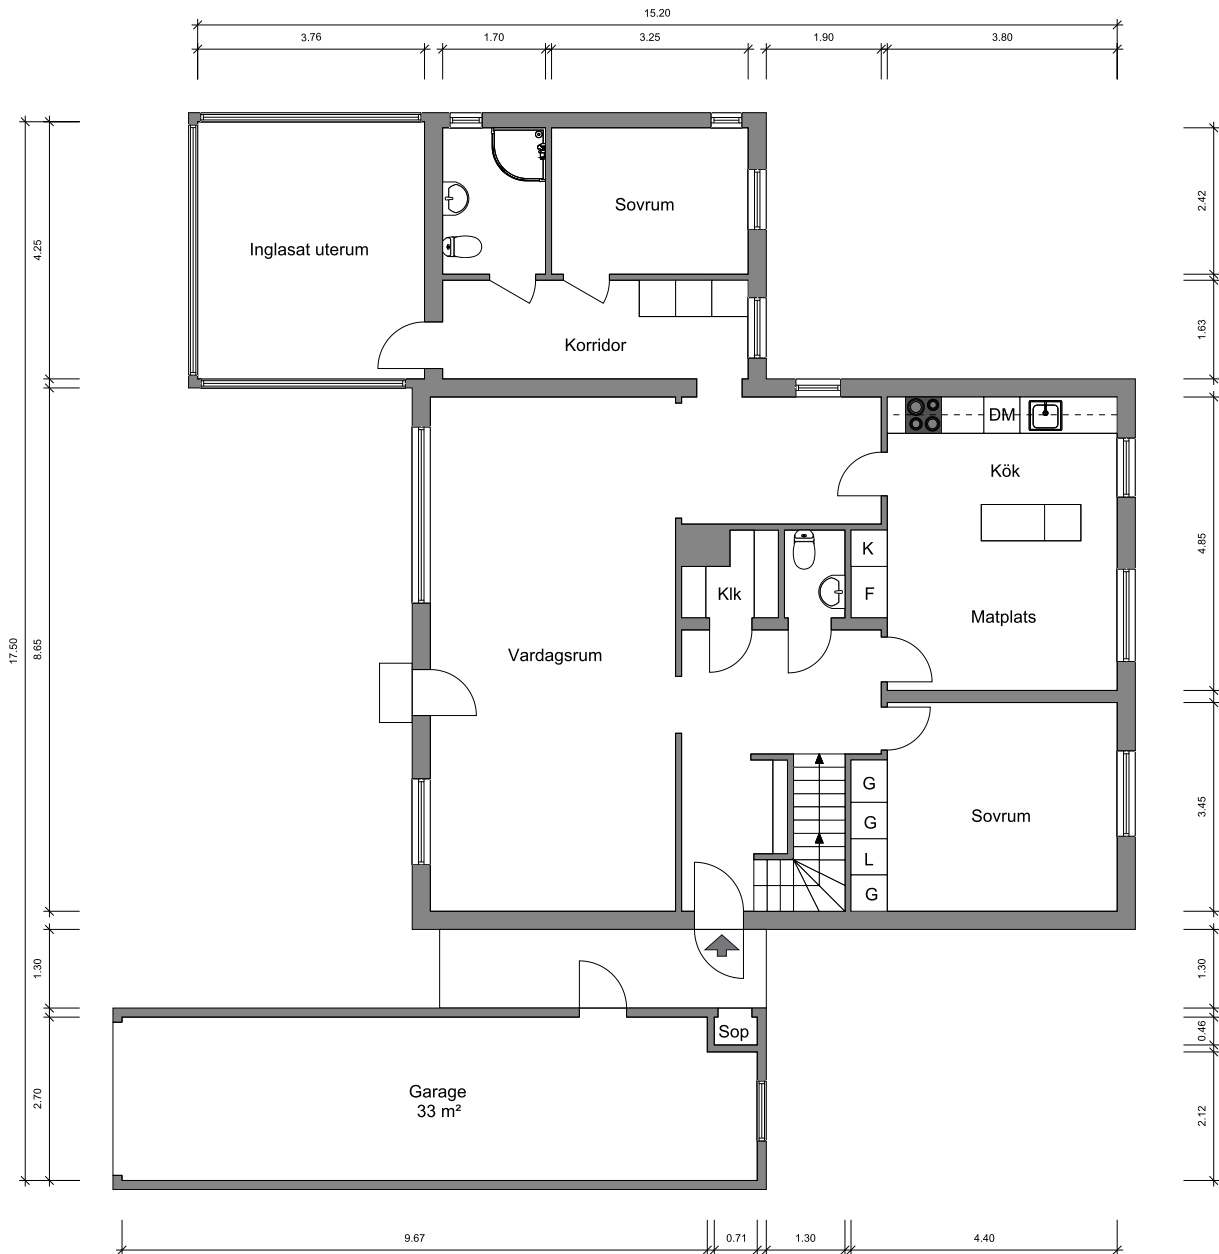 15.20
3.76
1.70
3.25
1.90
3.80
Inglasat uterum
Sovrum
Korridor
4.25
2.42
1.63
DM
Kök
K
F
Klk
Matplats
Vardagsrum
17.50
8.65
4.85
G
G
L
G
Sovrum
3.45
1.30
1.30
Sop
0.46
Garage
33 m²
2.70
2.12
9.67
0.71
1.30
4.40